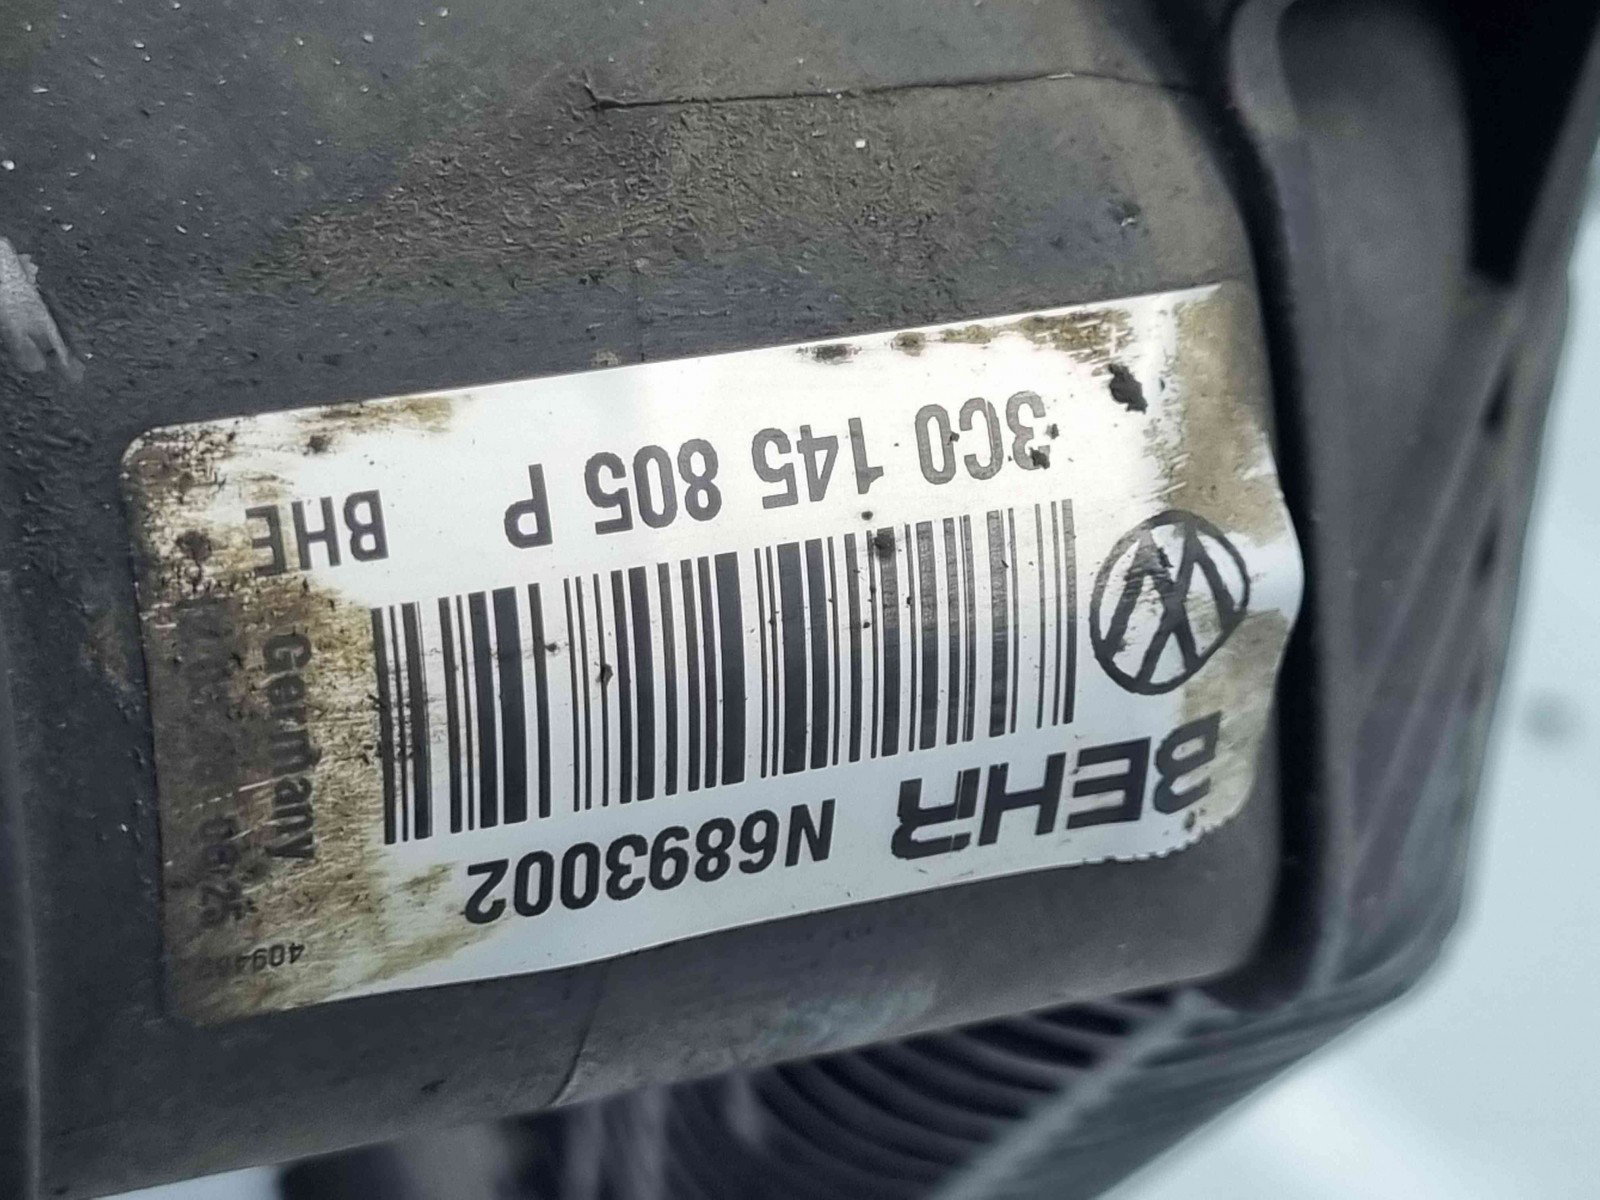 BEHR N6893002
3C0 145 805 P BHE
Germany